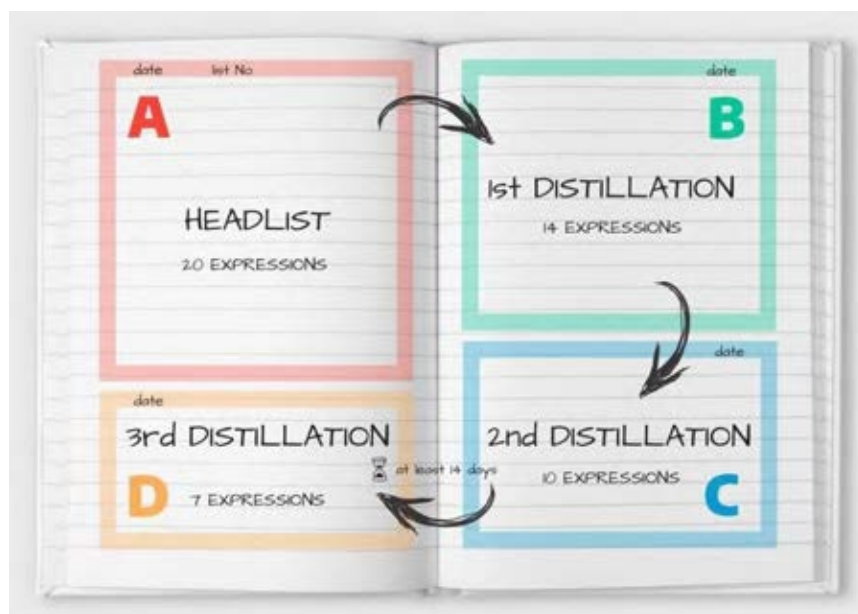 date list No
A
HEADLIST
20 EXPRESSIONS
date
B
1st DISTILLATION
14 EXPRESSIONS
date
2nd DISTILLATION
10 EXPRESSIONS
C
at least 14 days
date
3rd DISTILLATION
D 7 EXPRESSIONS